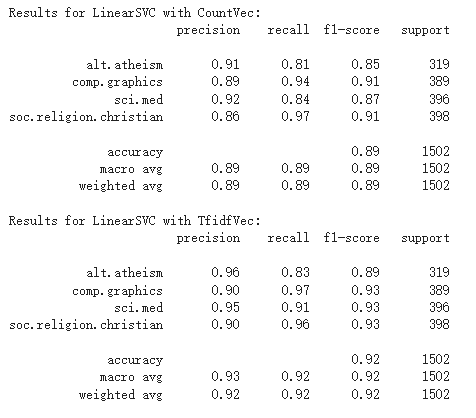 Results for LinearSVC with CountVec:
precision recall f1-score support
alt.atheism 0.91 0.81 0.85 319
comp.graphics 0.89 0.94 0.91 389
sci.med 0.92 0.84 0.87 396
soc.religion.christian 0.86 0.97 0.91 398
accuracy 0.89 1502
macro avg 0.89 0.89 0.89 1502
weighted avg 0.89 0.89 0.89 1502
Results for LinearSVC with TfidfVec:
precision recall f1-score support
alt.atheism 0.96 0.83 0.89 319
comp.graphics 0.90 0.97 0.93 389
sci.med 0.95 0.91 0.93 396
soc.religion.christian 0.90 0.96 0.93 398
accuracy 0.92 1502
macro avg 0.93 0.92 0.92 1502
weighted avg 0.92 0.92 0.92 1502